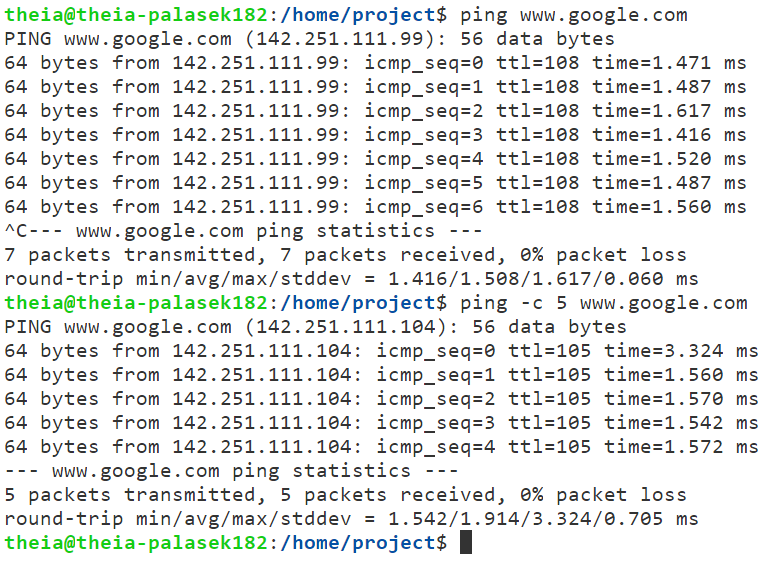 theia@theia-palasek182:/home/project$ ping www.google.com
PING www.google.com (142.251.111.99): 56 data bytes
64 bytes from 142.251.111.99: icmp_seq=0 ttl=108 time=1.471 ms
64 bytes from 142.251.111.99: icmp_seq=1 ttl=108 time=1.487 ms
64 bytes from 142.251.111.99: icmp_seq=2 ttl=108 time=1.617 ms
64 bytes from 142.251.111.99: icmp_seq=3 ttl=108 time=1.416 ms
64 bytes from 142.251.111.99: icmp_seq=4 ttl=108 time=1.520 ms
64 bytes from 142.251.111.99: icmp_seq=5 ttl=108 time=1.487 ms
64 bytes from 142.251.111.99: icmp_seq=6 ttl=108 time=1.560 ms
^C--- www.google.com ping statistics ---
7 packets transmitted, 7 packets received, 0% packet loss
round-trip min/avg/max/stddev = 1.416/1.508/1.617/0.060 ms
theia@theia-palasek182:/home/project$ ping -c 5 www.google.com
PING www.google.com (142.251.111.104): 56 data bytes
64 bytes from 142.251.111.104: icmp_seq=0 ttl=105 time=3.324 ms
64 bytes from 142.251.111.104: icmp_seq=1 ttl=105 time=1.560 ms
64 bytes from 142.251.111.104: icmp_seq=2 ttl=105 time=1.570 ms
64 bytes from 142.251.111.104: icmp_seq=3 ttl=105 time=1.542 ms
64 bytes from 142.251.111.104: icmp_seq=4 ttl=105 time=1.572 ms
--- www.google.com ping statistics ---
5 packets transmitted, 5 packets received, 0% packet loss
round-trip min/avg/max/stddev = 1.542/1.914/3.324/0.705 ms
theia@theia-palasek182:/home/project$